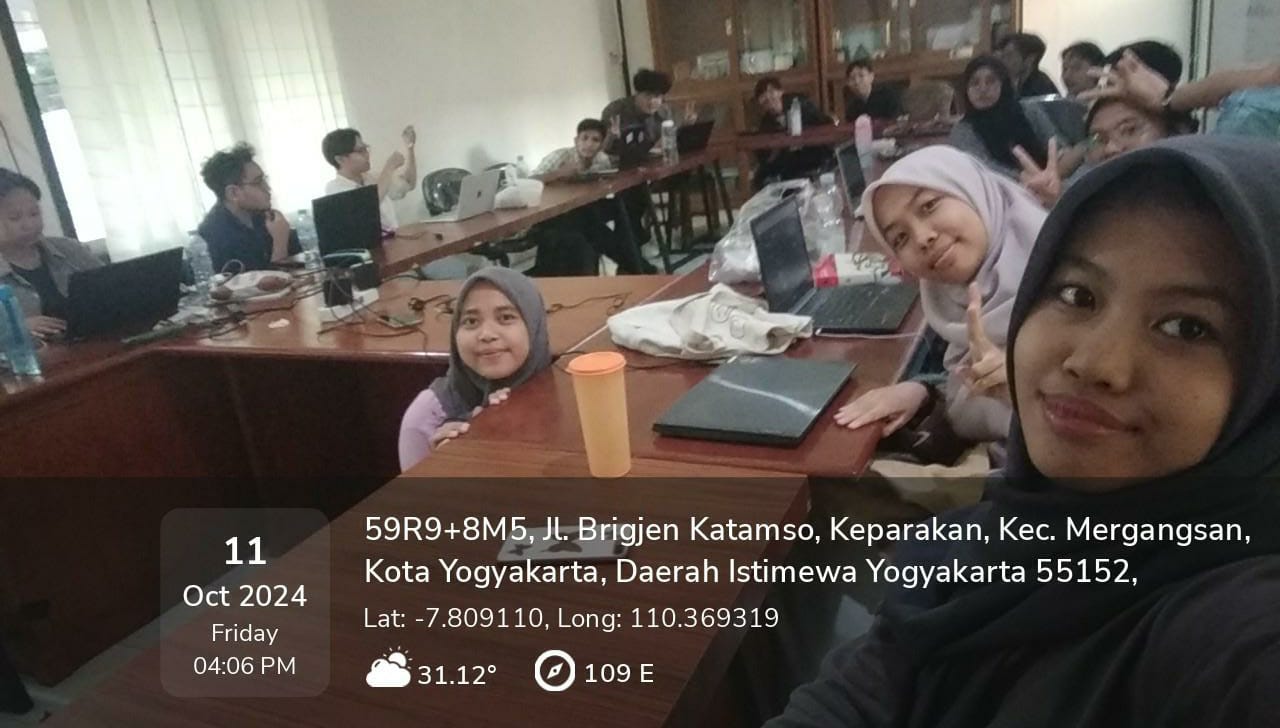 11
Oct 2024
Friday
04:06 PM
59R9+8M5, Jl. Brigjen Katamso, Keparakan, Kec. Mergangsan,
Kota Yogyakarta, Daerah Istimewa Yogyakarta 55152,
Lat: -7.809110, Long: 110.369319
31.12°
109 E